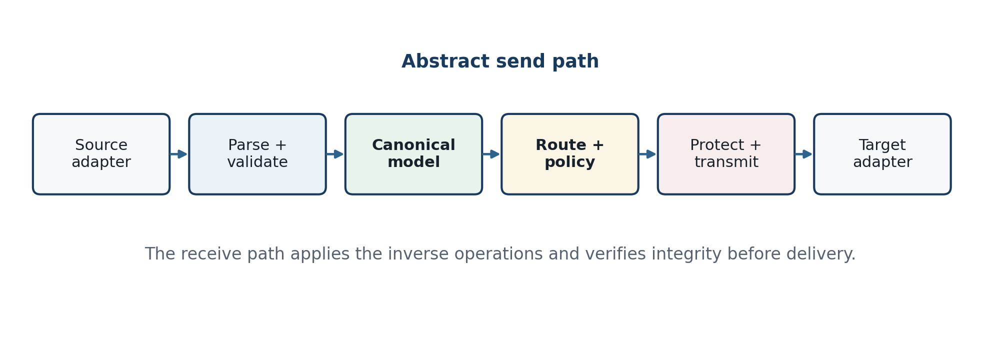 Abstract send path
Source
adapter
Parse +
validate
Canonical
model
Route +
policy
Protect +
transmit
Target
adapter
The receive path applies the inverse operations and verifies integrity before delivery.